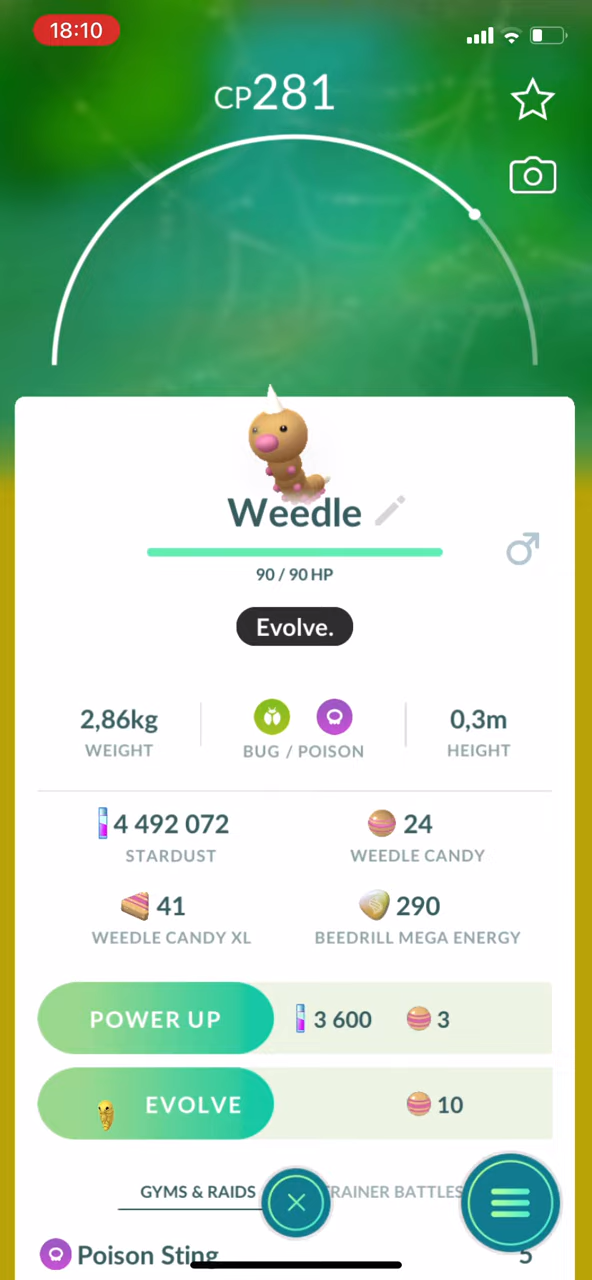 18:10
CP281
Weedle
90 / 90 HP
Evolve.
2,86kg
WEIGHT
BUG / POISON
0,3m
HEIGHT
4 492 072
STARDUST
24
WEEDLE CANDY
41
WEEDLE CANDY XL
290
BEEDRILL MEGA ENERGY
POWER UP
3 600
3
EVOLVE
10
GYMS & RAIDS
TRAINER BATTLES
Poison Sting
5